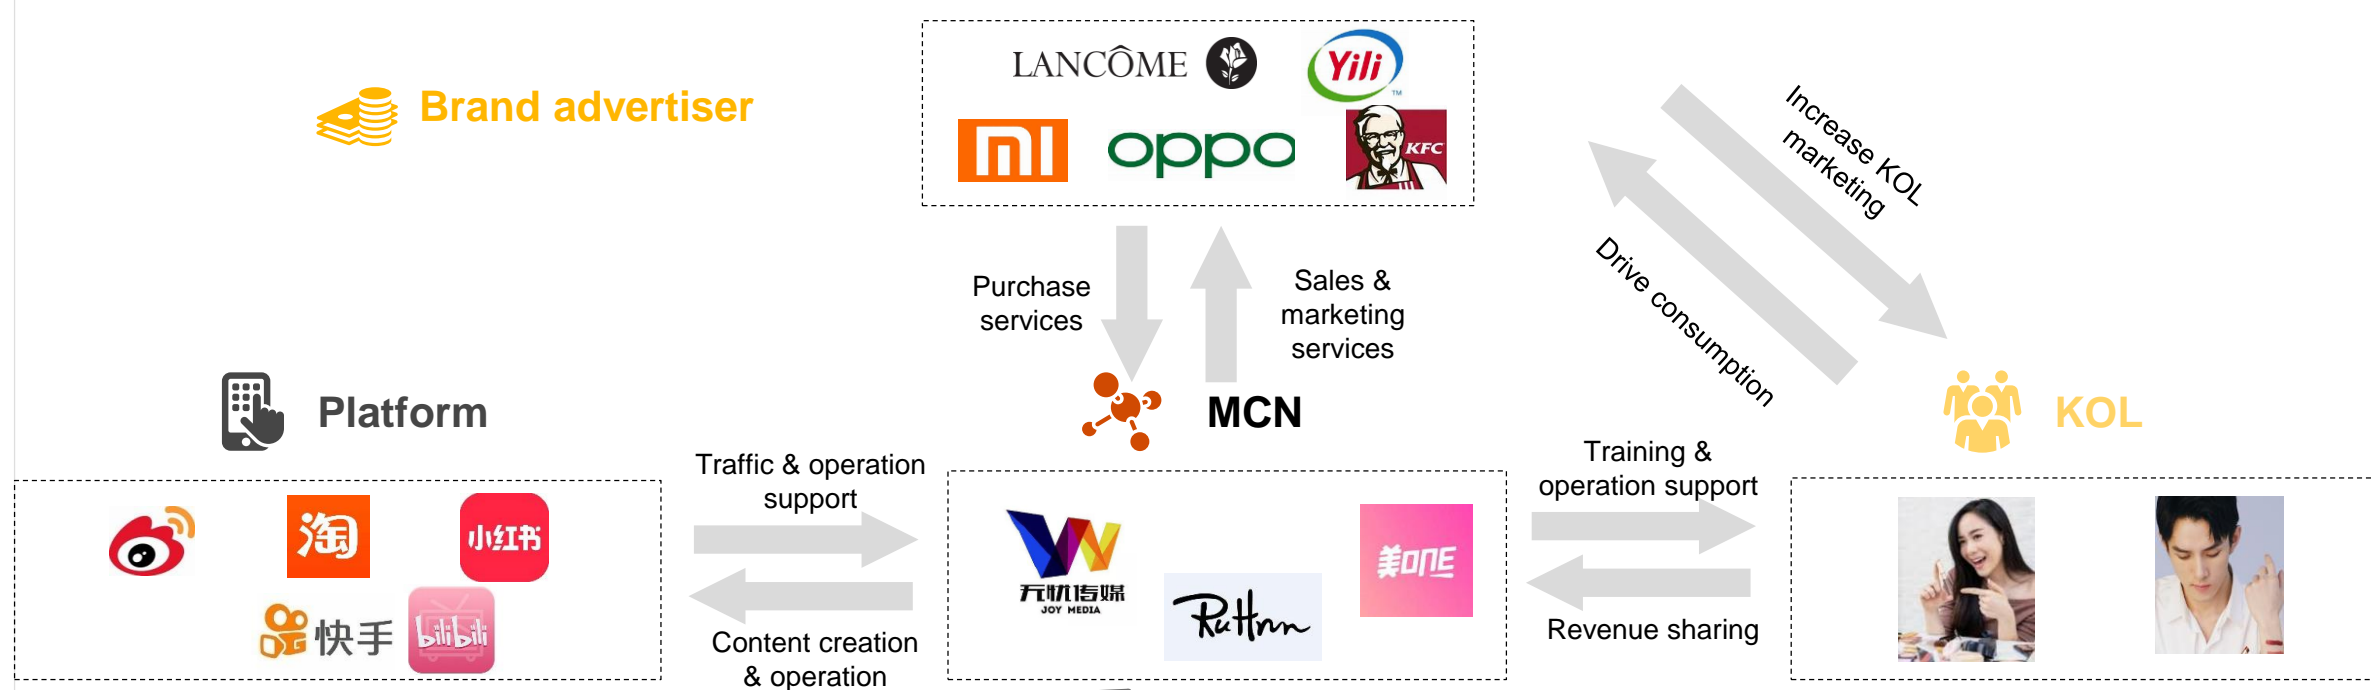 LANCÔME
Yili
TM
Brand advertiser
mi
oppo
KFC
Increase KOL
marketing
Drive consumption
Purchase
services
Sales &
marketing
services
Platform
MCN
KOL
Traffic & operation
support
Training &
operation support
淘
小红书
快手
bilibili
无忧传媒
JOY MEDIA
RuHnn
美ONE
Content creation
& operation
Revenue sharing